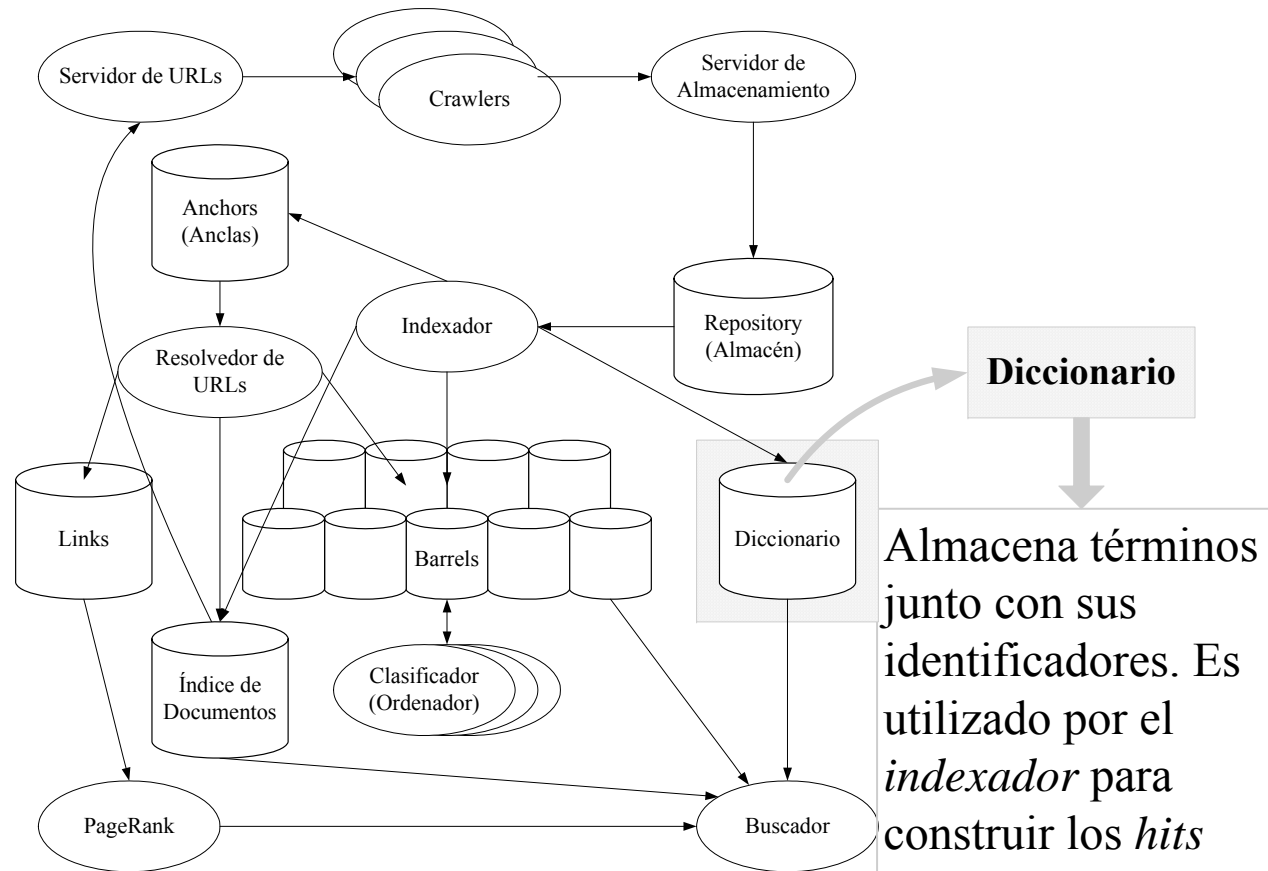 Servidor de URLs
Crawlers
Servidor de
Almacenamiento
Anchors
(Anclas)
Indexador
Repository
(Almacén)
Resolvedor de
URLs
Diccionario
Links
Barrels
Diccionario
Almacena términos
junto con sus
identificadores. Es
utilizado por el
indexador para
construir los hits
Índice de
Documentos
Clasificador
(Ordenador)
PageRank
Buscador